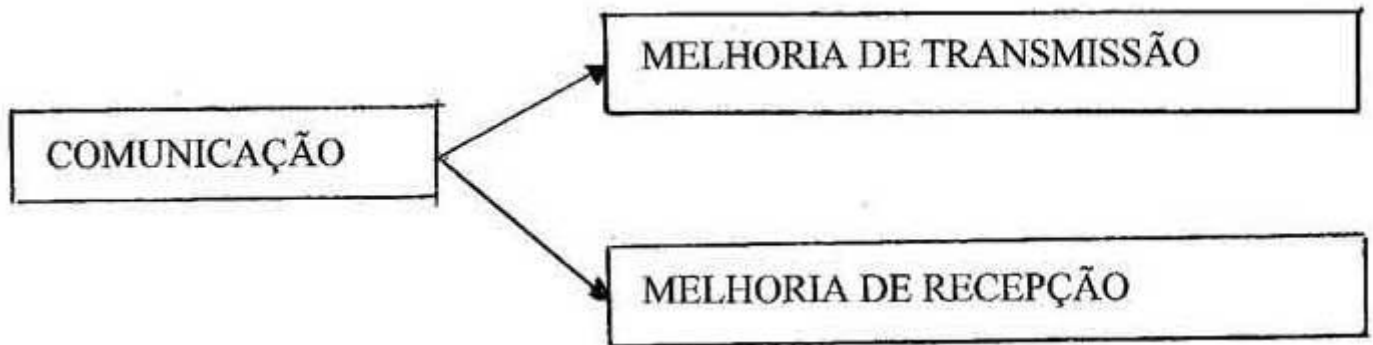 MELHORIA DE TRANSMISSÃO
COMUNICAÇÃO
MELHORIA DE RECEPÇÃO